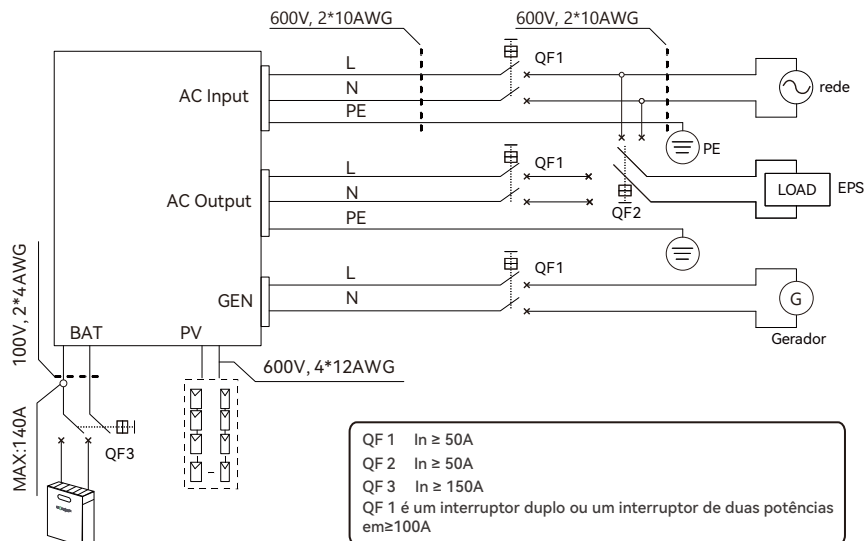 600V, 2*10AWG
600V, 2*10AWG
AC Input
L
N
PE
QF1
rede
PE
AC Output
L
N
PE
QF1
QF2
LOAD
EPS
GEN
L
N
QF1
G
Gerador
BAT
PV
100V, 2*4AWG
600V, 4*12AWG
MAX:140A
QF3
QF 1 In ≥ 50A
QF 2 In ≥ 50A
QF 3 In ≥ 150A
QF 1 é um interruptor duplo ou um interruptor de duas potências
em≥100A